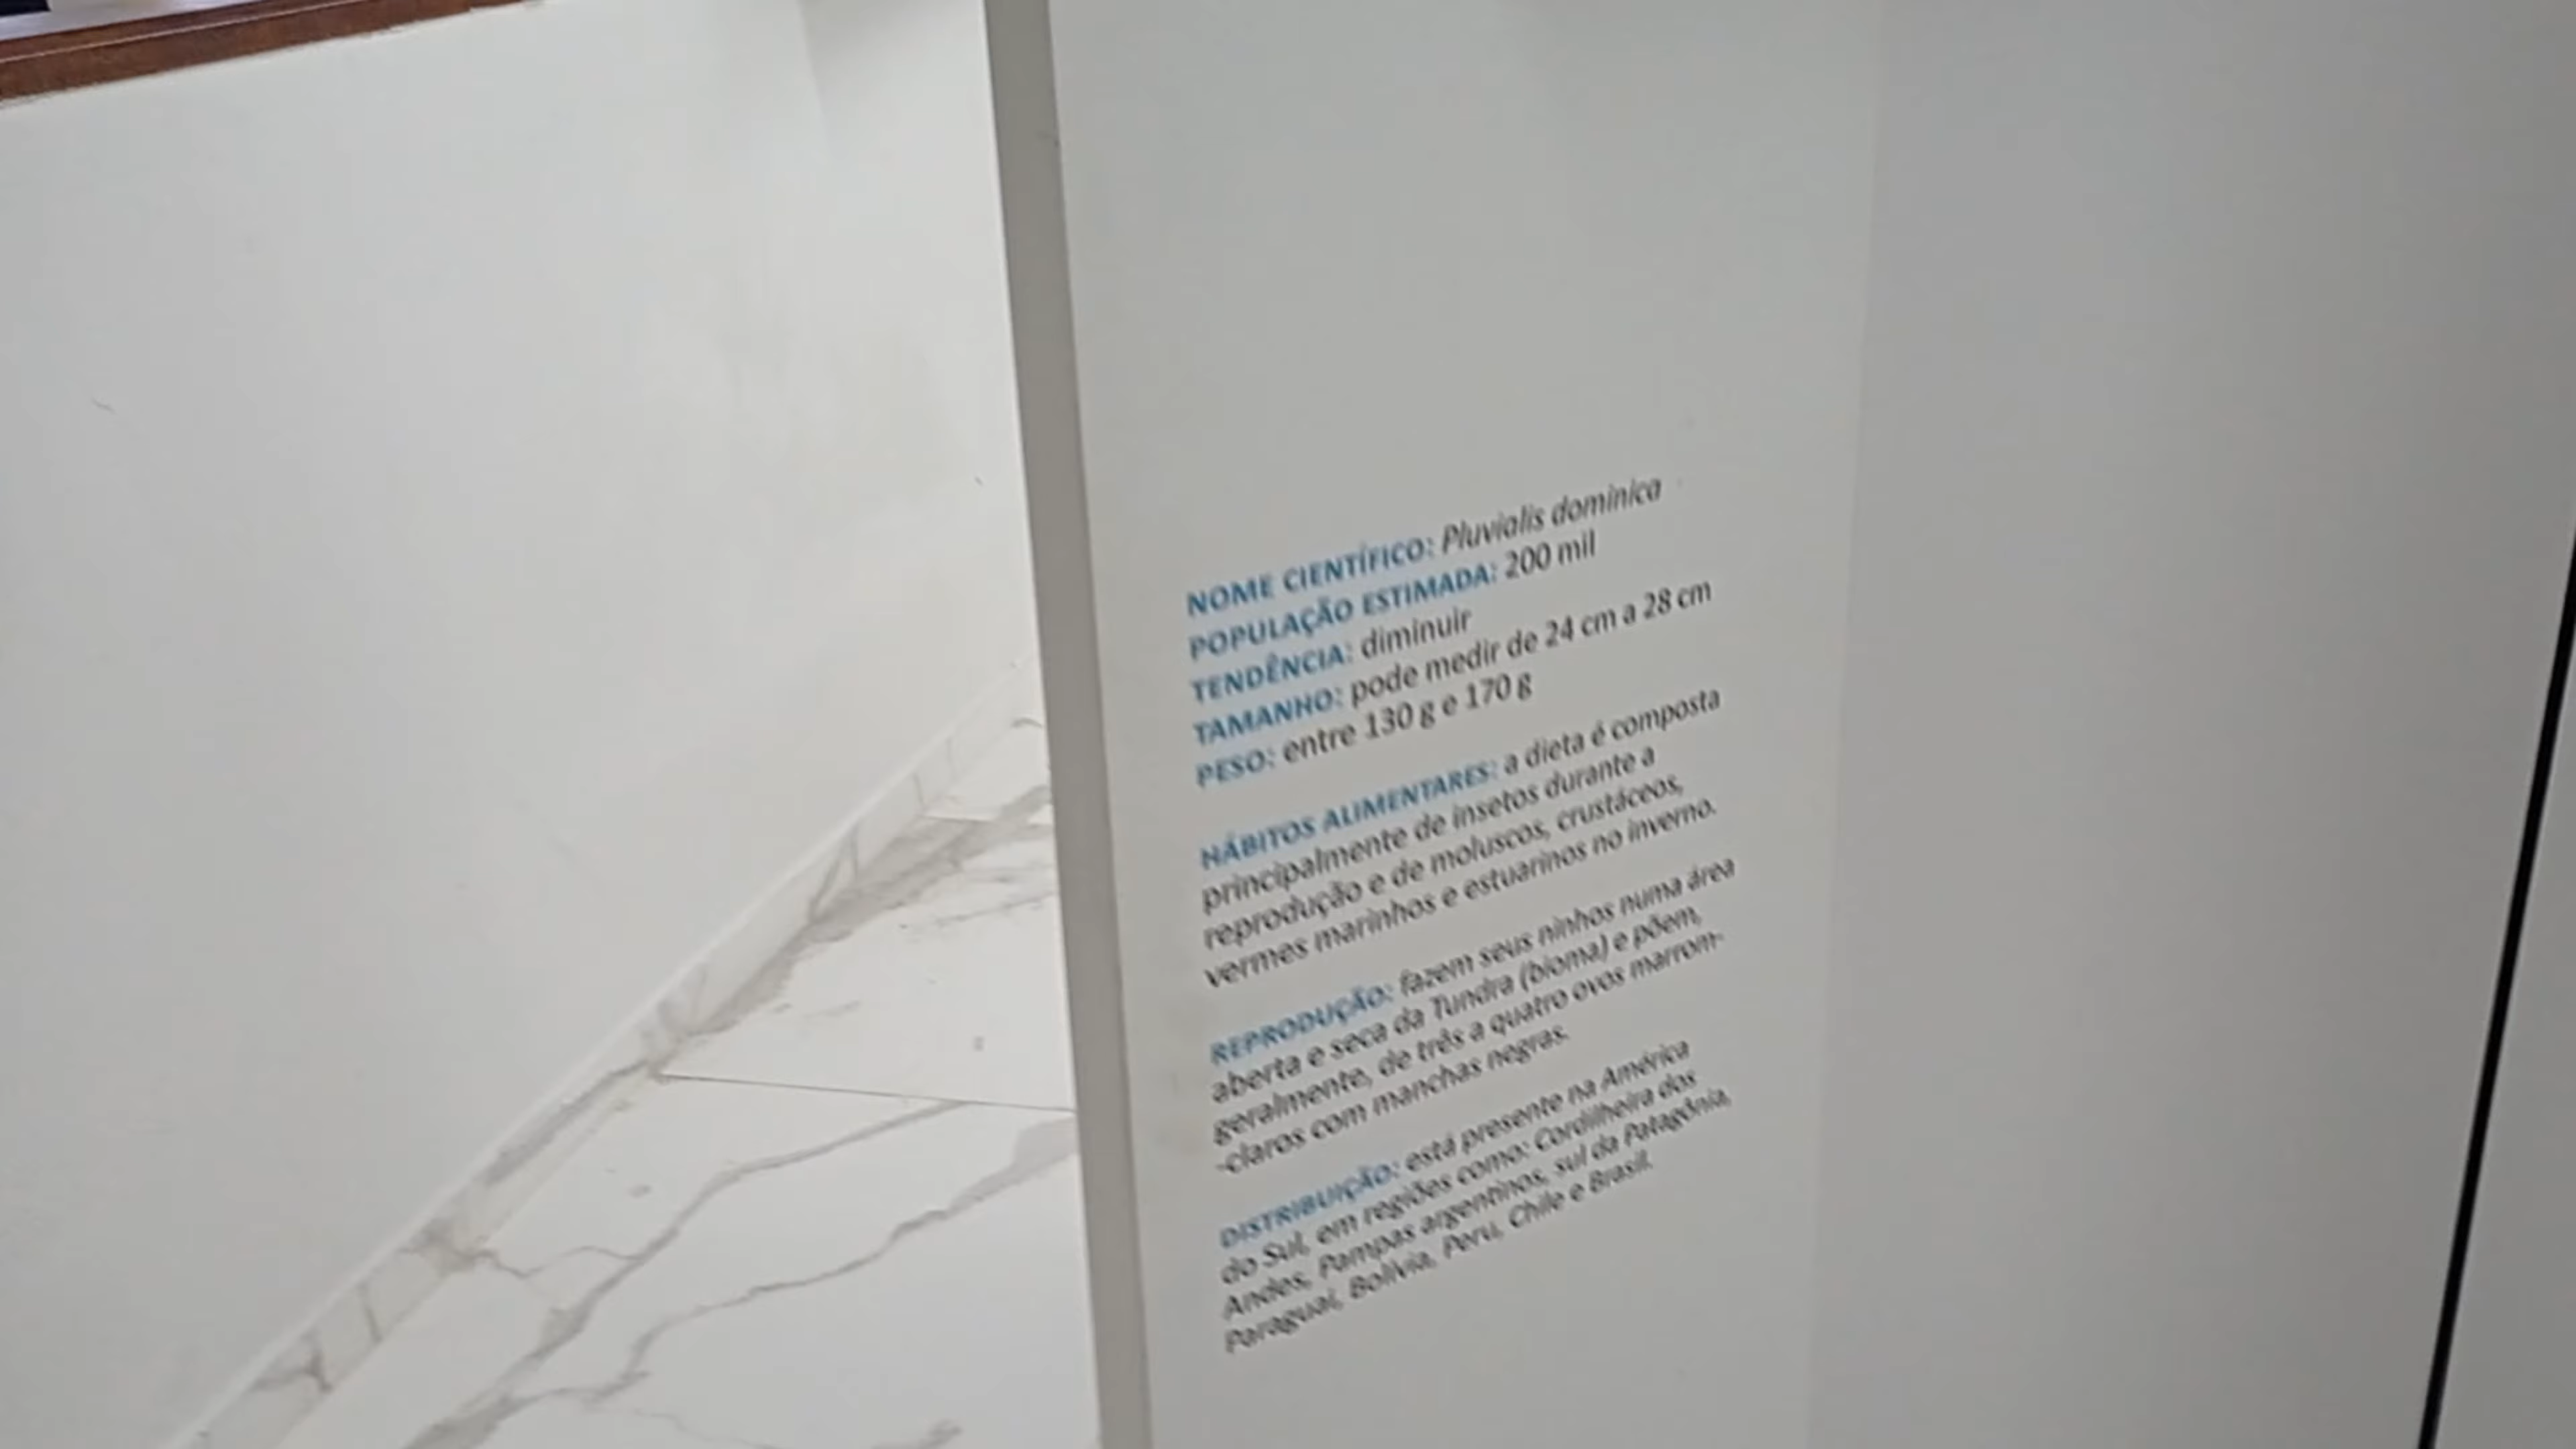 NOME CIENTÍFICO: Pluvialis dominica
POPULAÇÃO ESTIMADA: 200 mil
TENDÊNCIA: diminuir
TAMANHO: pode medir de 24 cm a 28 cm
PESO: entre 130 g e 170 g
HÁBITOS ALIMENTARES: a dieta é composta
principalmente de insetos durante a
reprodução e de moluscos, crustáceos,
vermes marinhos e estuarinos no inverno.
REPRODUÇÃO: fazem seus ninhos numa área
aberta e seca da Tundra (bioma) e põem,
geralmente, de três a quatro ovos marrom-
-claros com manchas negras.
DISTRIBUIÇÃO: está presente na América
do Sul, em regiões como: Cordilheira dos
Andes, Pampas argentinos, sul da Patagônia,
Paraguai, Bolívia, Peru, Chile e Brasil.